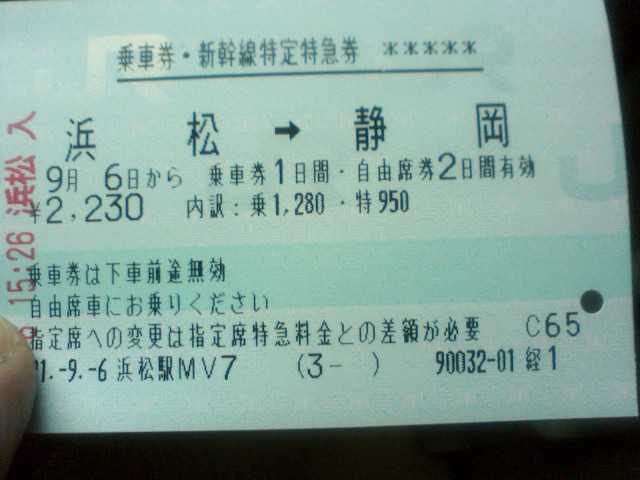 乗車券・新幹線特定特急券 *****
浜松 → 静岡
9月 6日から 乗車券1日間・自由席券2日間有効
¥2,230 内訳：乗1,280・特950
乗車券は下車前途無効
自由席車にお乗りください
指定席への変更は指定席特急料金との差額が必要 C65
1.-9.-6 浜松駅MV7 (3- ) 90032-01 経1
15:26 浜松 入